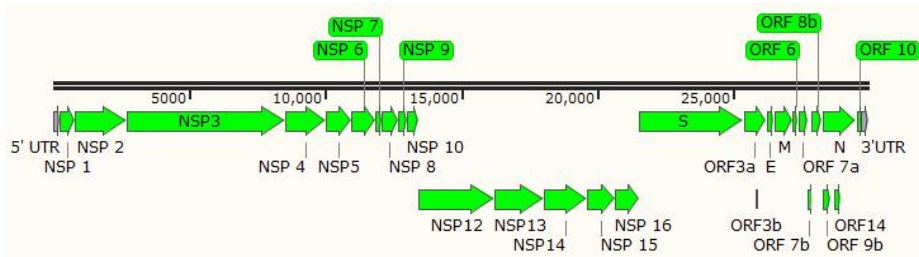 NSP 7
ORF 8b
NSP 6
NSP 9
ORF 6
ORF 10
5000
10,000
15,000
20,000
25,000
NSP3
S
5' UTR
NSP 2
NSP 4
NSP5
NSP 10
ORF3a
E
M
N
3'UTR
NSP 1
NSP 8
ORF 7a
NSP12
NSP13
NSP 16
ORF3b
ORF14
NSP14
NSP 15
ORF 7b
ORF 9b